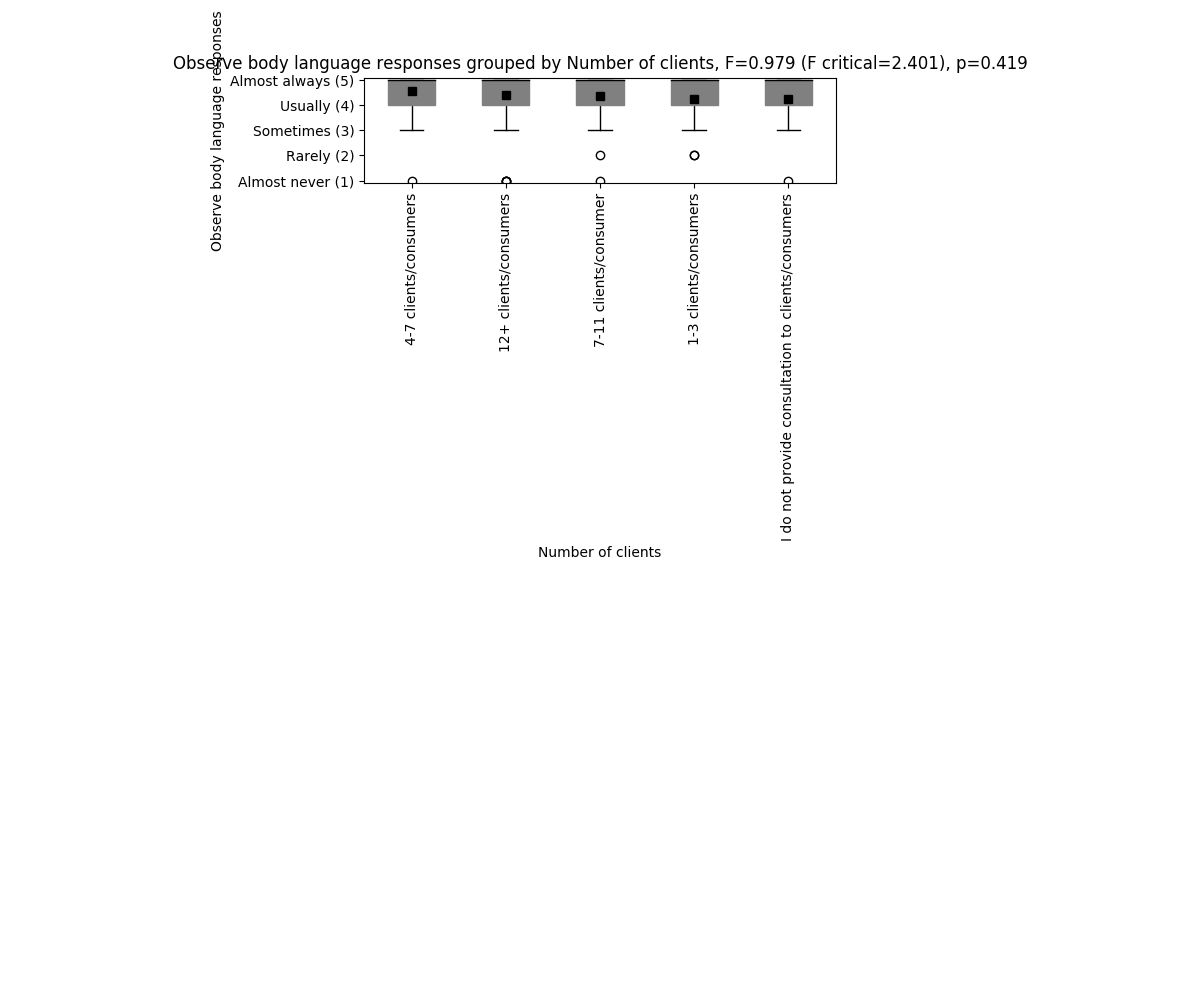 Observe body language responses grouped by Number of clients, F=0.979 (F critical=2.401), p=0.419
Observe body language responses
Almost always (5)
Usually (4)
Sometimes (3)
Rarely (2)
Almost never (1)
4-7 clients/consumers
12+ clients/consumers
7-11 clients/consumer
1-3 clients/consumers
I do not provide consultation to clients/consumers
Number of clients